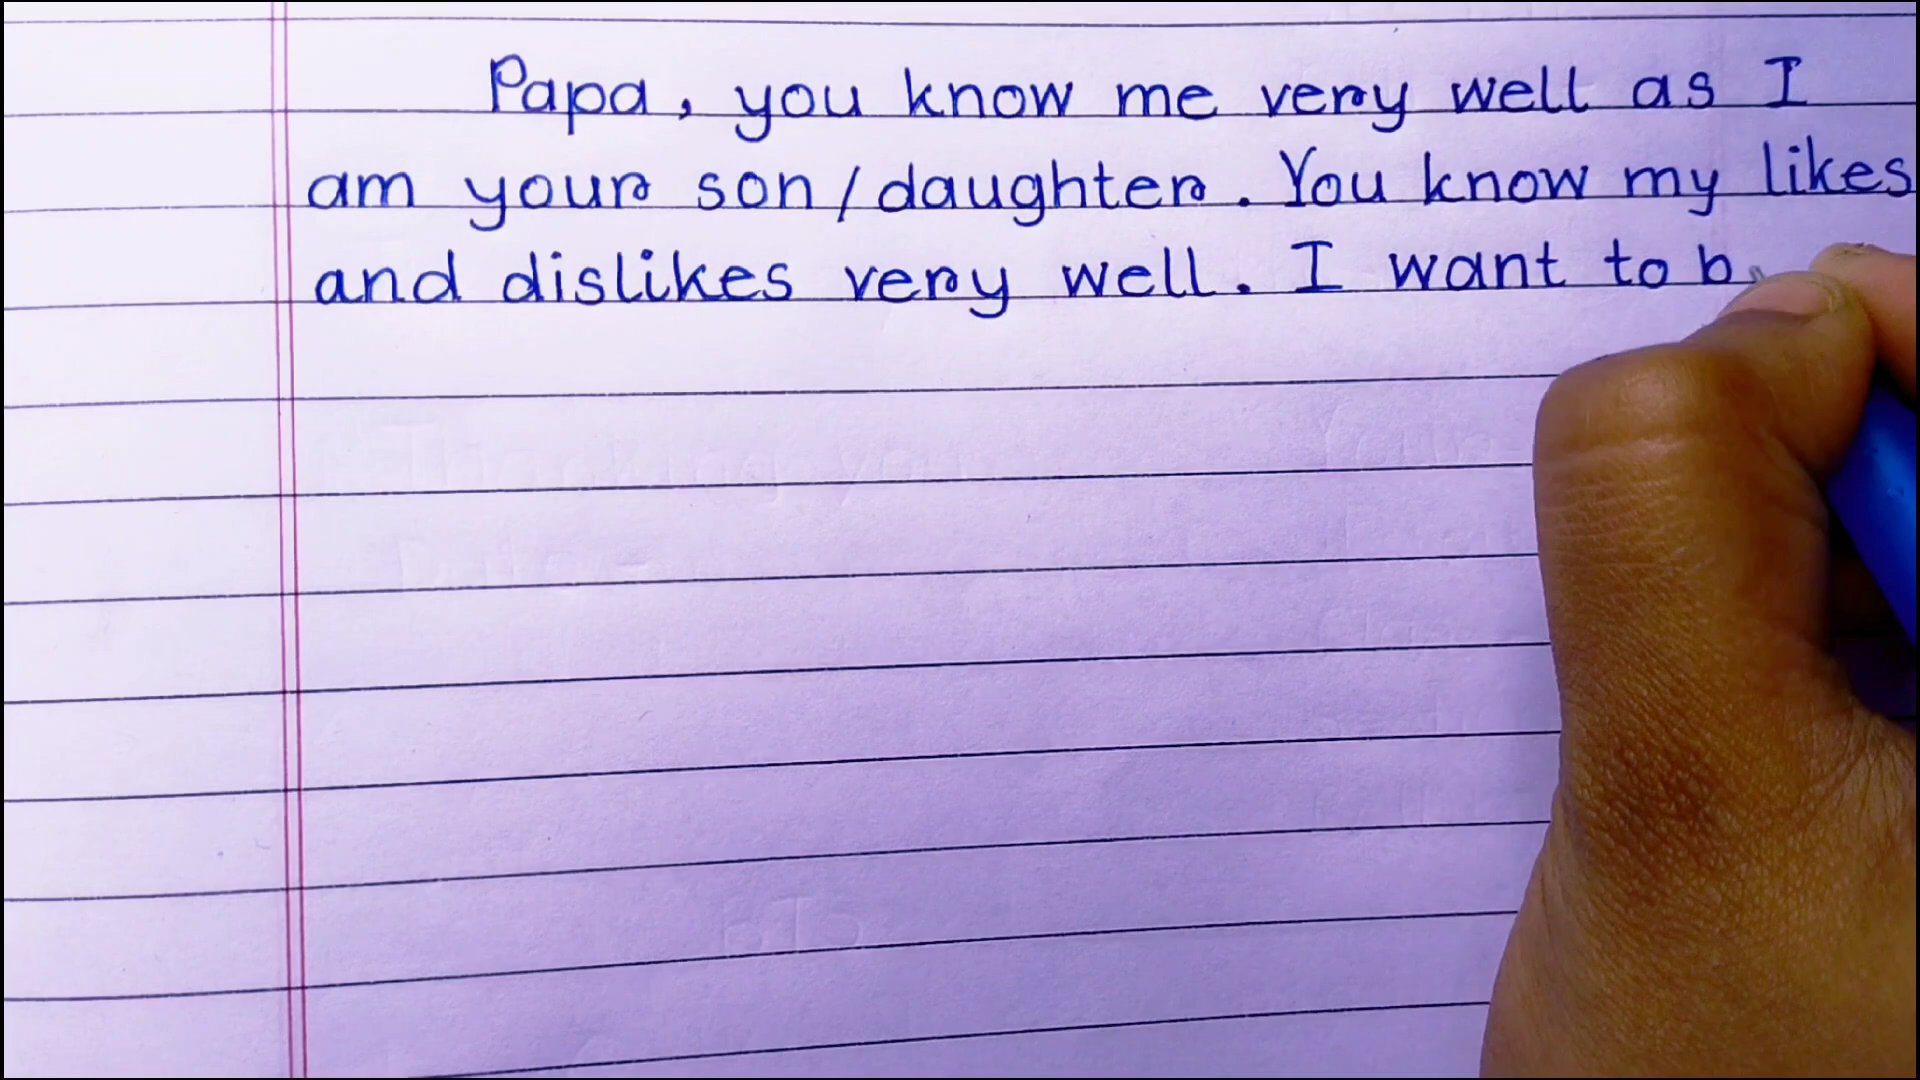 Papa, you know me very well as I
am your son/daughter. You know my likes
and dislikes very well. I want to b